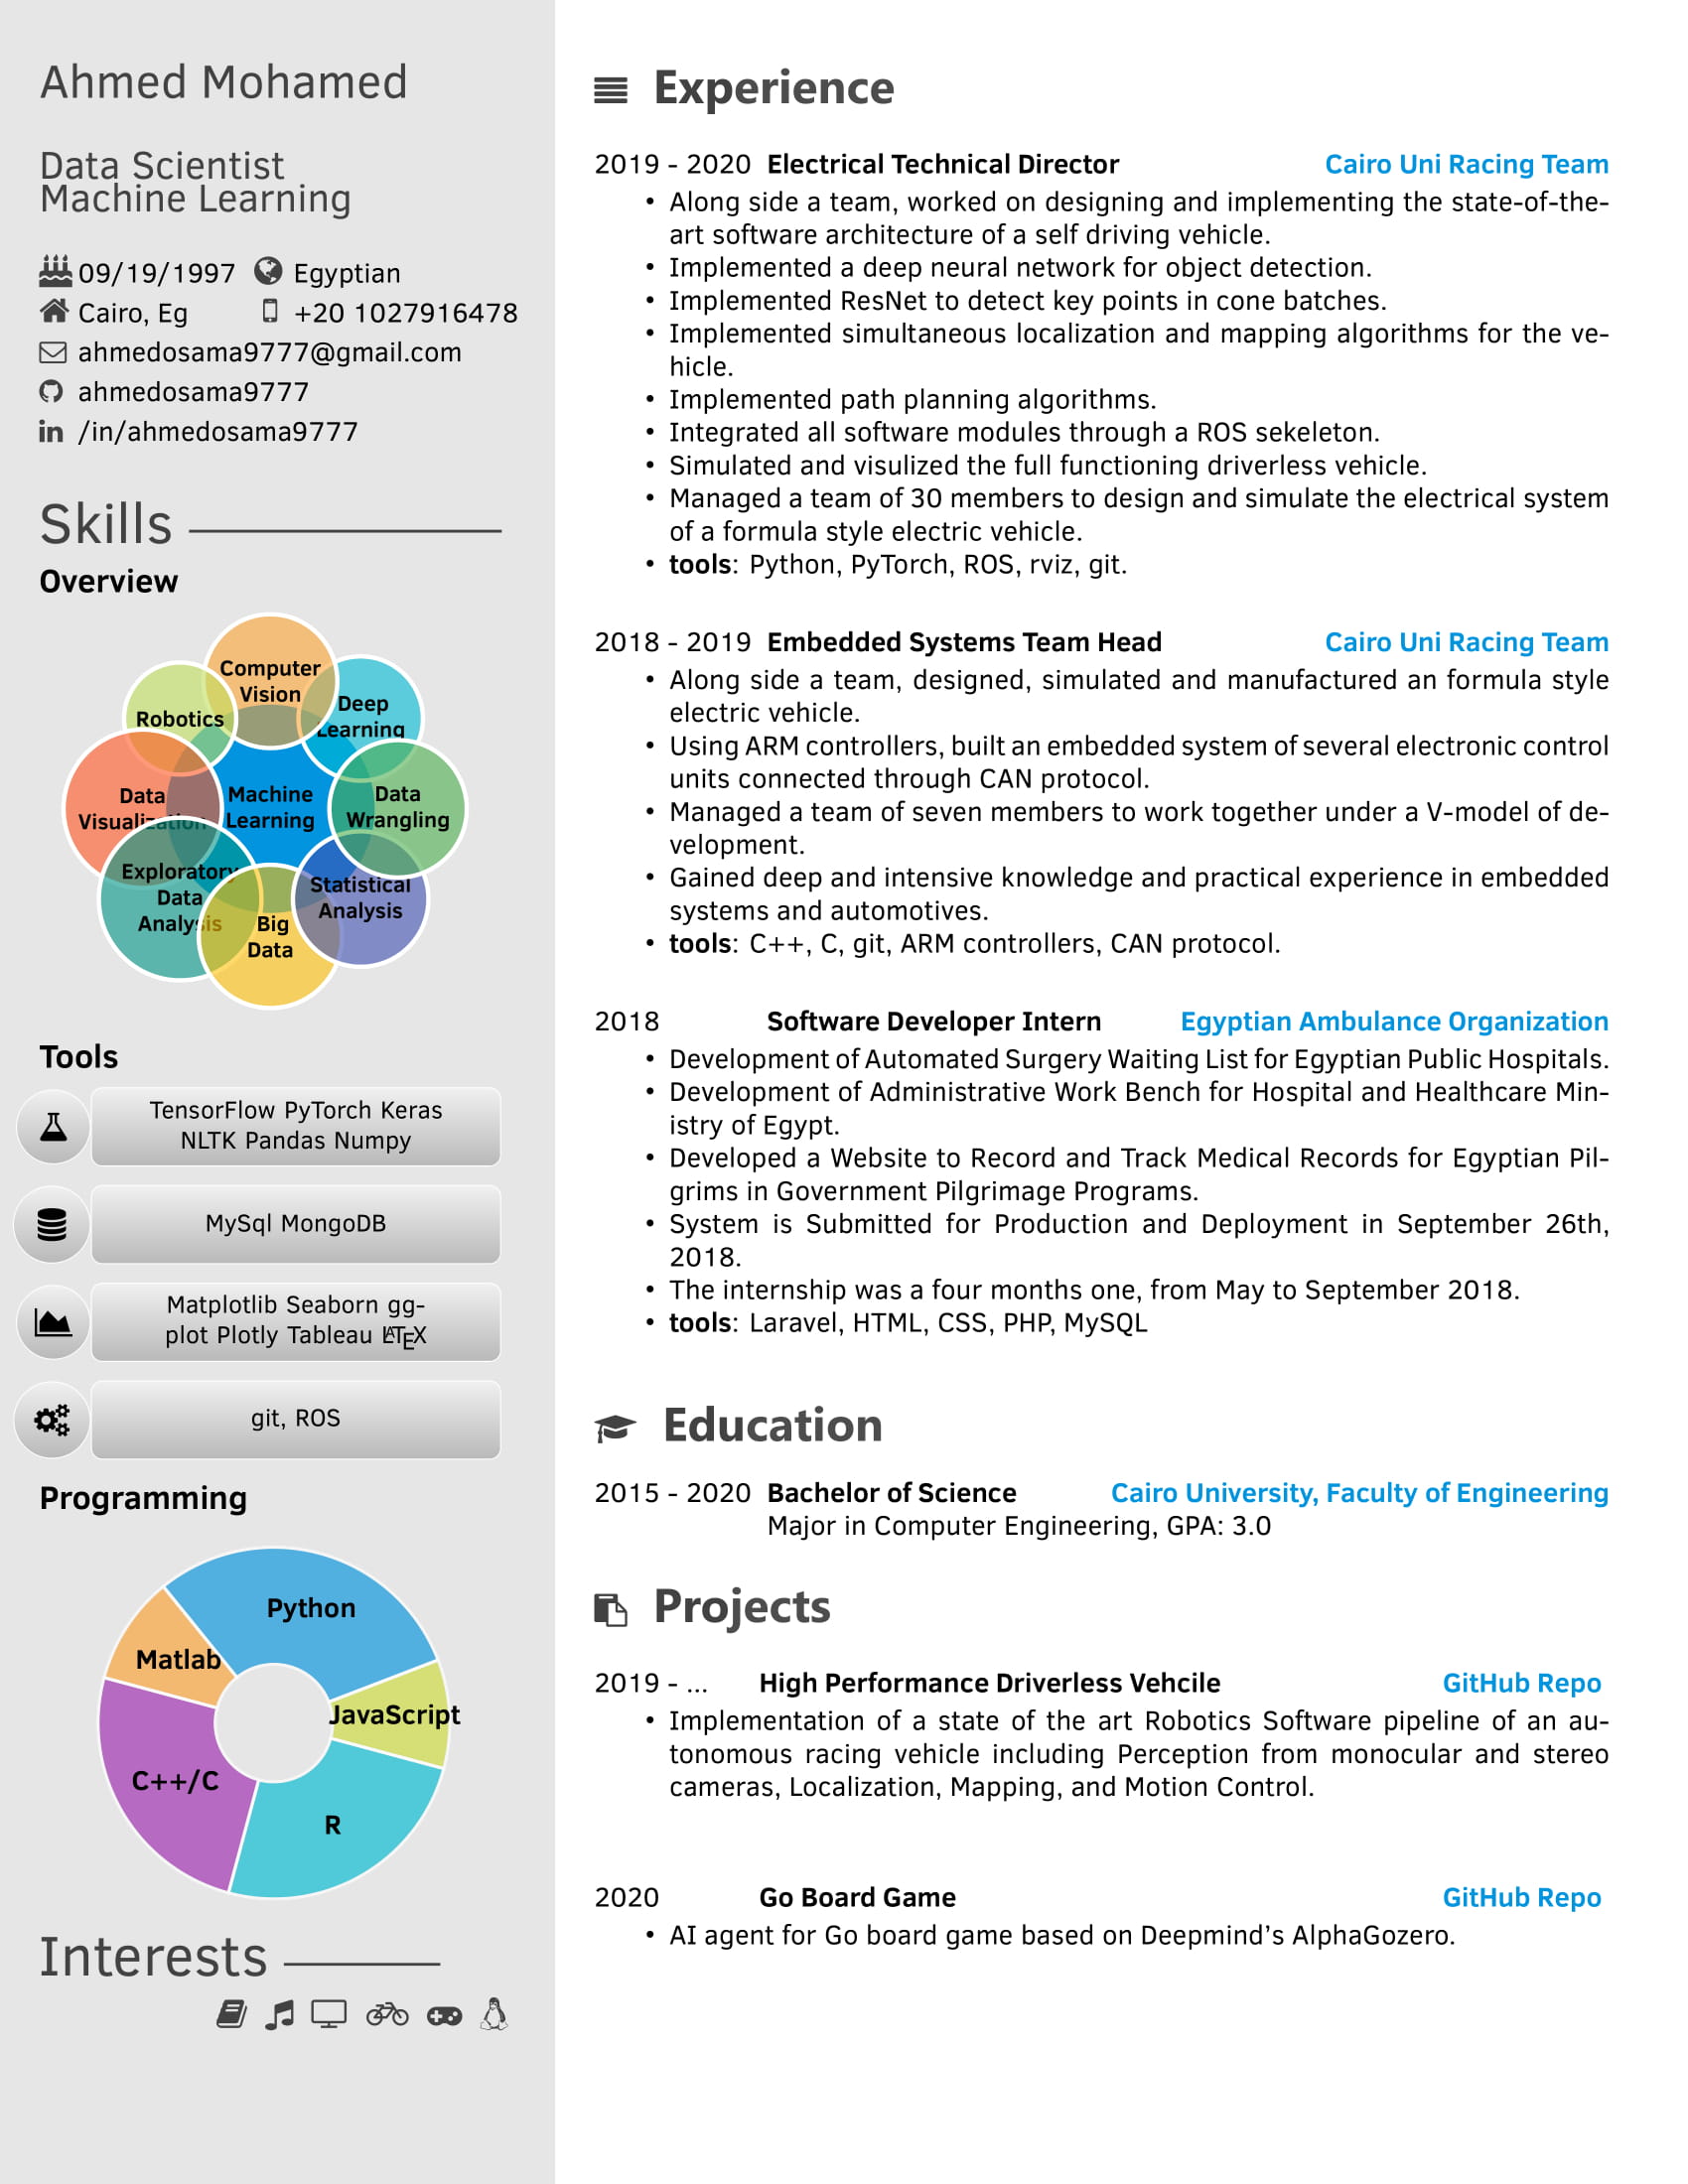 Ahmed Mohamed
Data Scientist
Machine Learning
09/19/1997 Egyptian
Cairo, Eg +20 1027916478
ahmedosama9777@gmail.com
ahmedosama9777
/in/ahmedosama9777
Skills
Overview
Computer
Vision
Deep
Learning
Robotics
Data
Visualization
Machine
Learning
Data
Wrangling
Exploratory
Data
Analysis
Big
Data
Statistical
Analysis
Tools
TensorFlow PyTorch Keras
NLTK Pandas Numpy
MySql MongoDB
Matplotlib Seaborn gg-
plot Plotly Tableau LATEX
git, ROS
Programming
Python
Matlab
JavaScript
C++/C
R
Interests
Experience
2019 - 2020 Electrical Technical Director Cairo Uni Racing Team
• Along side a team, worked on designing and implementing the state-of-the-
art software architecture of a self driving vehicle.
• Implemented a deep neural network for object detection.
• Implemented ResNet to detect key points in cone batches.
• Implemented simultaneous localization and mapping algorithms for the ve-
hicle.
• Implemented path planning algorithms.
• Integrated all software modules through a ROS sekeleton.
• Simulated and visulized the full functioning driverless vehicle.
• Managed a team of 30 members to design and simulate the electrical system
of a formula style electric vehicle.
• tools: Python, PyTorch, ROS, rviz, git.
2018 - 2019 Embedded Systems Team Head Cairo Uni Racing Team
• Along side a team, designed, simulated and manufactured an formula style
electric vehicle.
• Using ARM controllers, built an embedded system of several electronic control
units connected through CAN protocol.
• Managed a team of seven members to work together under a V-model of de-
velopment.
• Gained deep and intensive knowledge and practical experience in embedded
systems and automotives.
• tools: C++, C, git, ARM controllers, CAN protocol.
2018 Software Developer Intern Egyptian Ambulance Organization
• Development of Automated Surgery Waiting List for Egyptian Public Hospitals.
• Development of Administrative Work Bench for Hospital and Healthcare Min-
istry of Egypt.
• Developed a Website to Record and Track Medical Records for Egyptian Pil-
grims in Government Pilgrimage Programs.
• System is Submitted for Production and Deployment in September 26th,
2018.
• The internship was a four months one, from May to September 2018.
• tools: Laravel, HTML, CSS, PHP, MySQL
Education
2015 - 2020 Bachelor of Science Cairo University, Faculty of Engineering
Major in Computer Engineering, GPA: 3.0
Projects
2019 - ... High Performance Driverless Vehcile GitHub Repo
• Implementation of a state of the art Robotics Software pipeline of an au-
tonomous racing vehicle including Perception from monocular and stereo
cameras, Localization, Mapping, and Motion Control.
2020 Go Board Game GitHub Repo
• AI agent for Go board game based on Deepmind's AlphaGozero.